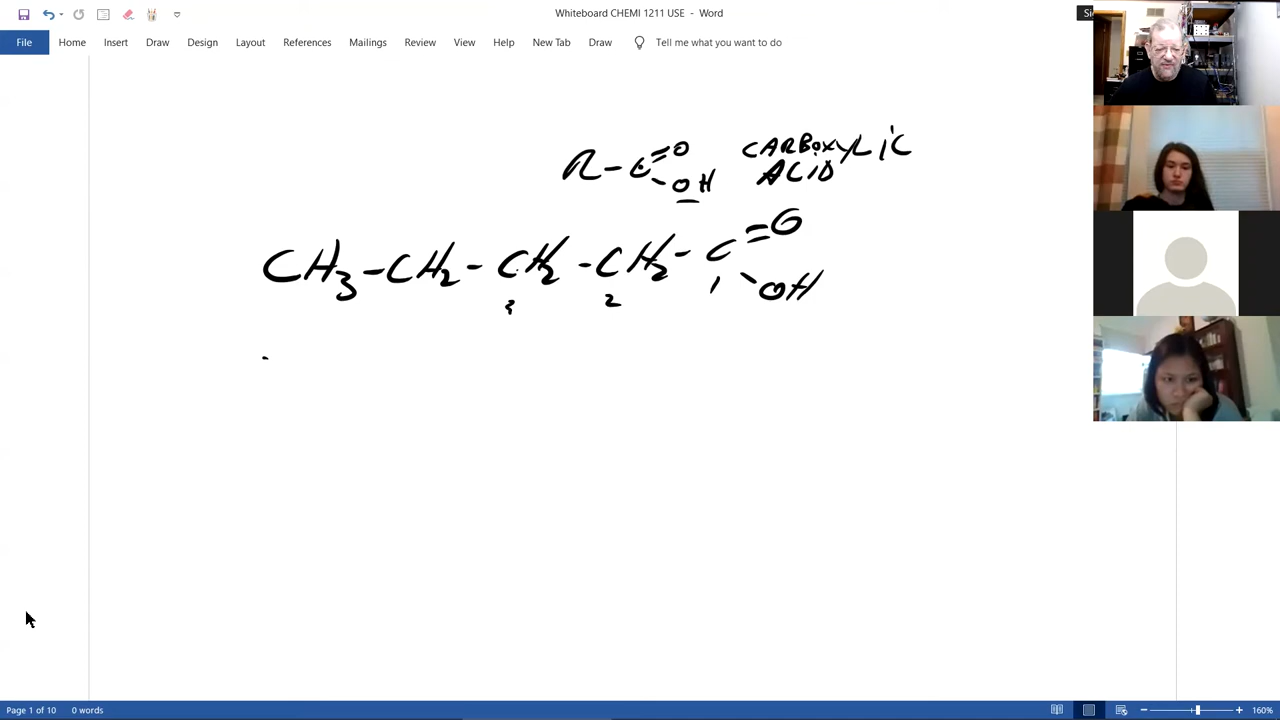 Whiteboard CHEMI 1211 USE - Word
Si
File Home Insert Draw Design Layout References Mailings Review View Help New Tab Draw Tell me what you want to do
R-C=O
OH
CARBOXYLIC
ACID
CH3-CH2-CH2-CH2-C=O
OH
3 2 1
Page 1 of 10 0 words
160%